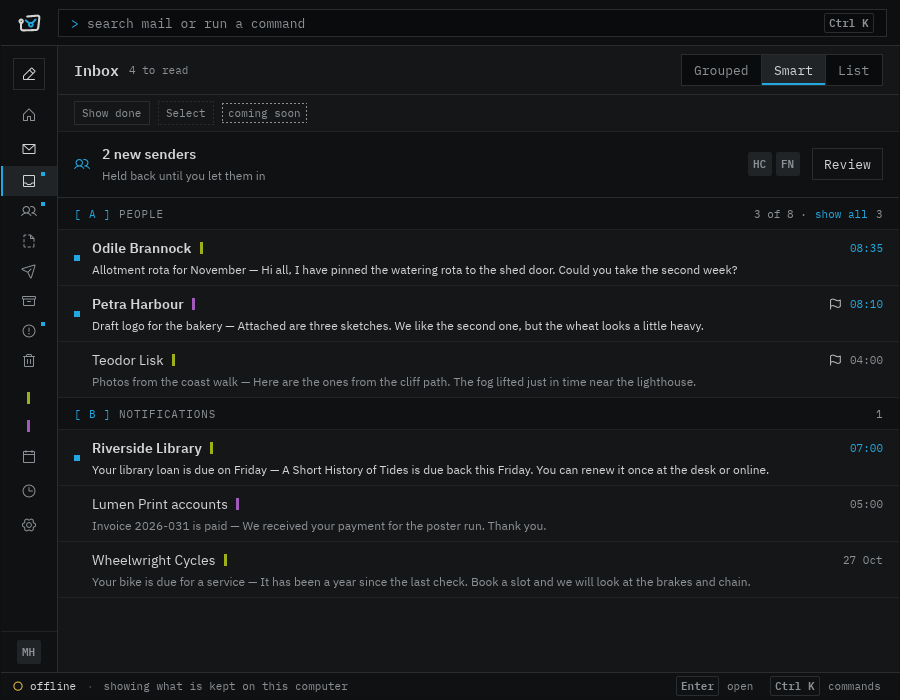 > search mail or run a command Ctrl K
Inbox 4 to read Grouped Smart List
Show done Select coming soon
2 new senders
Held back until you let them in
HC FN Review
[ A ] PEOPLE 3 of 8 · show all 3
Odile Brannock 08:35
Allotment rota for November — Hi all, I have pinned the watering rota to the shed door. Could you take the second week?
Petra Harbour 08:10
Draft logo for the bakery — Attached are three sketches. We like the second one, but the wheat looks a little heavy.
Teodor Lisk 04:00
Photos from the coast walk — Here are the ones from the cliff path. The fog lifted just in time near the lighthouse.
[ B ] NOTIFICATIONS 1
Riverside Library 07:00
Your library loan is due on Friday — A Short History of Tides is due back this Friday. You can renew it once at the desk or online.
Lumen Print accounts 05:00
Invoice 2026-031 is paid — We received your payment for the poster run. Thank you.
Wheelwright Cycles 27 Oct
Your bike is due for a service — It has been a year since the last check. Book a slot and we will look at the brakes and chain.
MH
offline · showing what is kept on this computer Enter open Ctrl K commands